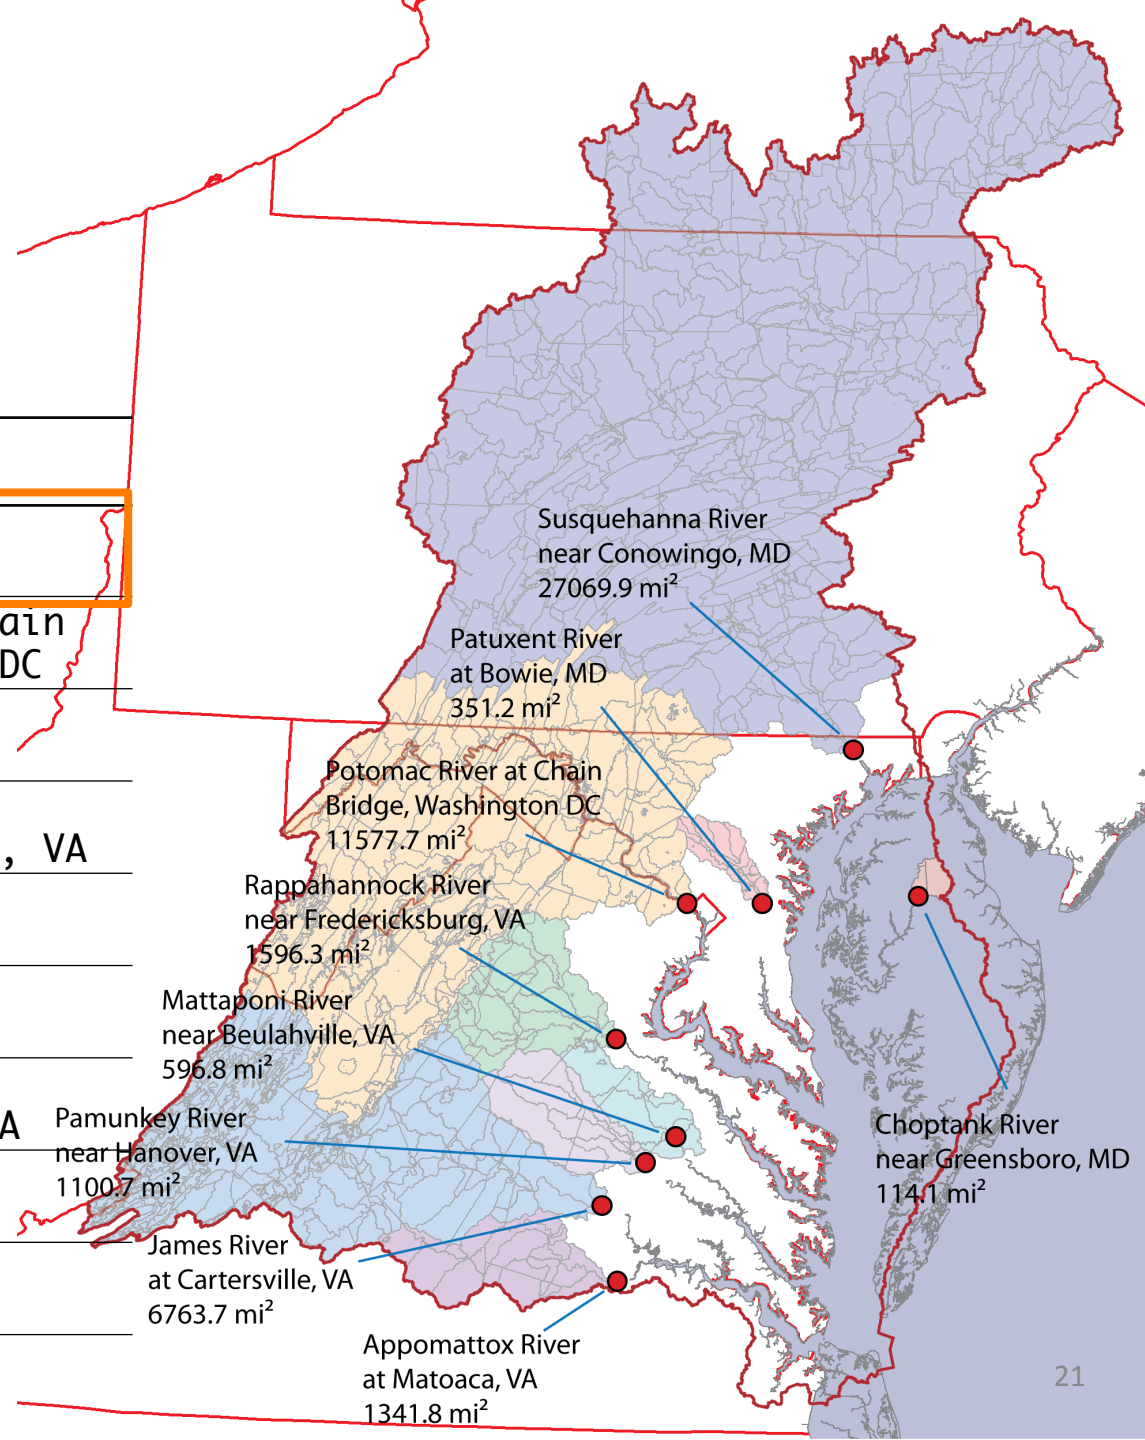 Susquehanna River
near Conowingo, MD
27069.9 mi²
Patuxent River
at Bowie, MD
351.2 mi²
ain
DC
Potomac River at Chain
Bridge, Washington DC
11577.7 mi²
, VA
Rappahannock River
near Fredericksburg, VA
1596.3 mi²
Mattaponi River
near Beulahville, VA
596.8 mi²
A
Pamunkey River
near Hanover, VA
1100.7 mi²
Choptank River
near Greensboro, MD
114.1 mi²
James River
at Cartersville, VA
6763.7 mi²
Appomattox River
at Matoaca, VA
1341.8 mi²
21